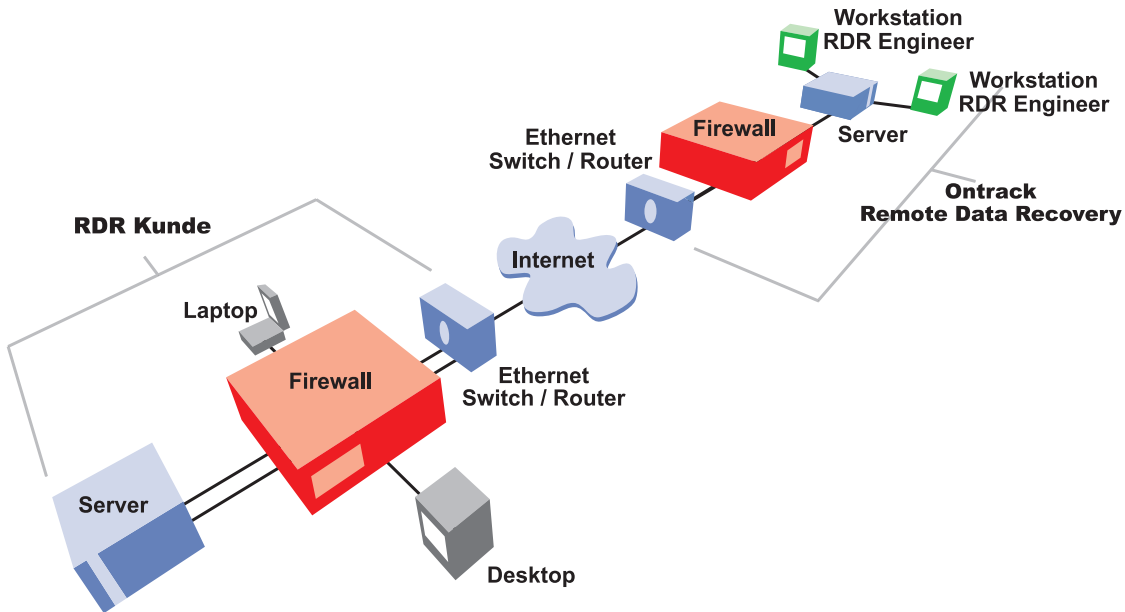 Workstation
RDR Engineer
Workstation
RDR Engineer
Firewall
Server
Ethernet
Switch / Router
Ontrack
Remote Data Recovery
RDR Kunde
Internet
Laptop
Firewall
Ethernet
Switch / Router
Server
Desktop